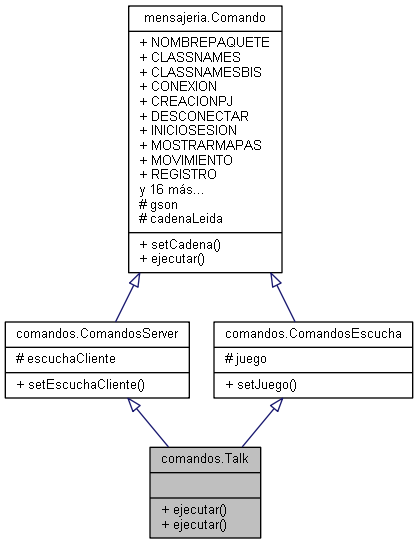 mensajeria.Comando
+ NOMBREPAQUETE
+ CLASSNAMES
+ CLASSNAMESBIS
+ CONEXION
+ CREACIONPJ
+ DESCONECTAR
+ INICIOSESION
+ MOSTRARMAPAS
+ MOVIMIENTO
+ REGISTRO
y 16 más...
# gson
# cadenaLeida
+ setCadena()
+ ejecutar()
comandos.ComandosServer
# escuchaCliente
+ setEscuchaCliente()
comandos.ComandosEscucha
# juego
+ setJuego()
comandos.Talk
+ ejecutar()
+ ejecutar()